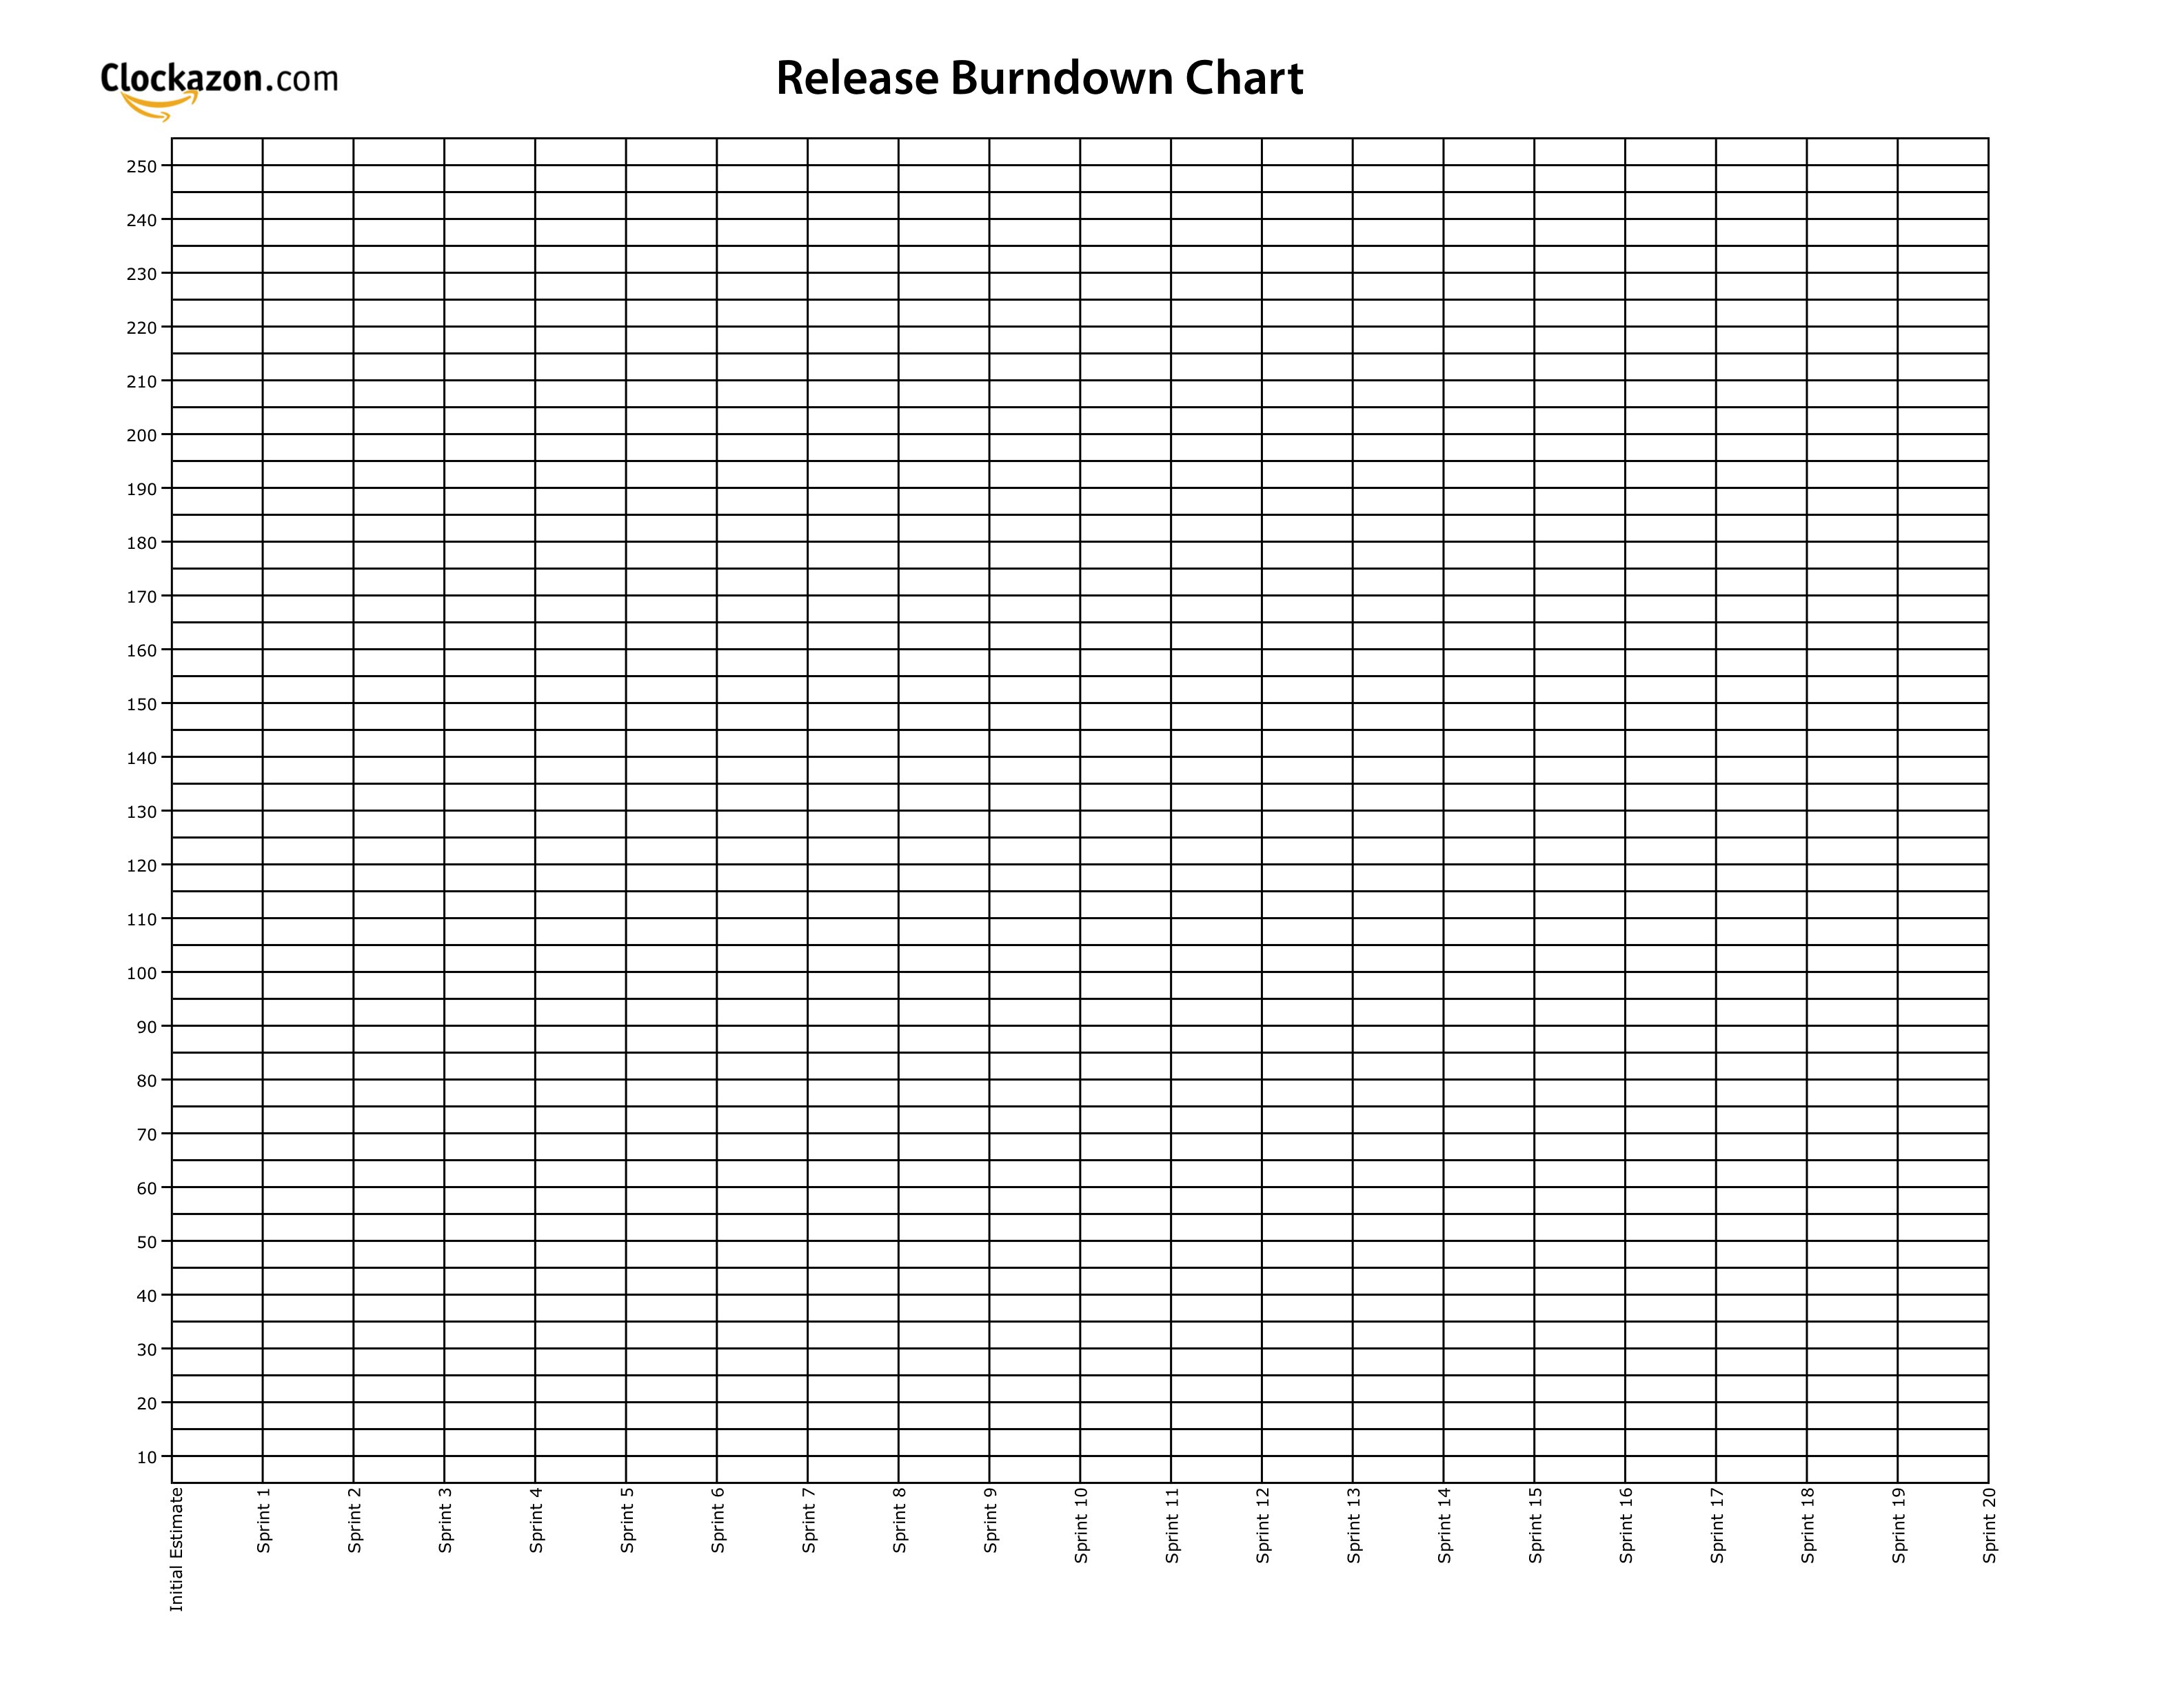 Clockazon.com
Release Burndown Chart
250
240
230
220
210
200
190
180
170
160
150
140
130
120
110
100
90
80
70
60
50
40
30
20
10
Initial Estimate
Sprint 1
Sprint 2
Sprint 3
Sprint 4
Sprint 5
Sprint 6
Sprint 7
Sprint 8
Sprint 9
Sprint 10
Sprint 11
Sprint 12
Sprint 13
Sprint 14
Sprint 15
Sprint 16
Sprint 17
Sprint 18
Sprint 19
Sprint 20